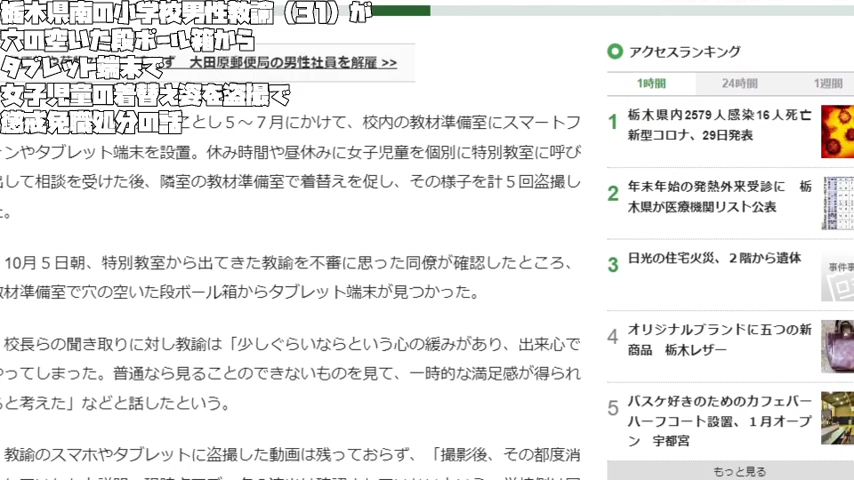 栃木県南の小学校男性教諭（31）が
穴の空いた段ボール箱から
タブレット端末で
女子児童の着替え姿を盗撮で
懲戒免職処分の話
ず 大田原郵便局の男性社員を解雇 >>
ことし５～７月にかけて、校内の教材準備室にスマートフ
ンやタブレット端末を設置。休み時間や昼休みに女子児童を個別に特別教室に呼び
出して相談を受けた後、隣室の教材準備室で着替えを促し、その様子を計５回盗撮し
た。
10月５日朝、特別教室から出てきた教諭を不審に思った同僚が確認したところ、
教材準備室で穴の空いた段ボール箱からタブレット端末が見つかった。
校長らの聞き取りに対し教諭は「少しぐらいならという心の緩みがあり、出来心で
やってしまった。普通なら見ることのできないものを見て、一時的な満足感が得られ
ると考えた」などと話したという。
教諭のスマホやタブレットに盗撮した動画は残っておらず、「撮影後、その都度消
アクセスランキング
1時間 24時間 1週間
1 栃木県内2579人感染16人死亡
新型コロナ、29日発表
2 年末年始の発熱外来受診に 栃
木県が医療機関リスト公表
3 日光の住宅火災、２階から遺体
事件事
4 オリジナルブランドに五つの新
商品 栃木レザー
5 バスケ好きのためのカフェバー
ハーフコート設置、１月オープ
ン 宇都宮
もっと見る